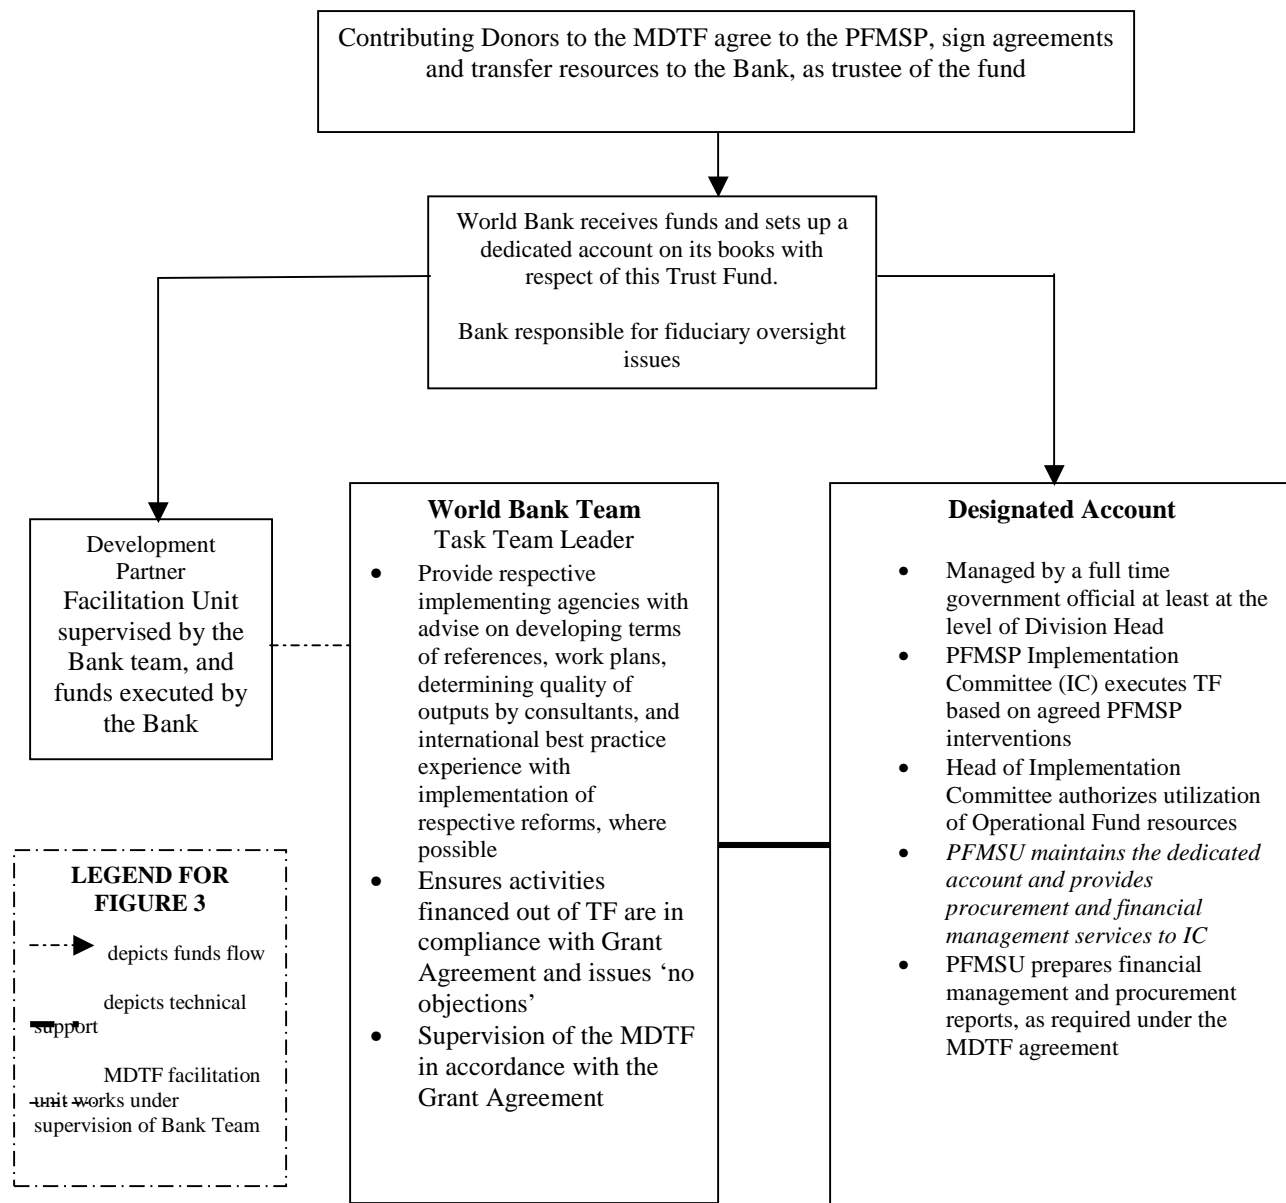 Contributing Donors to the MDTF agree to the PFMSP, sign agreements
and transfer resources to the Bank, as trustee of the fund
World Bank receives funds and sets up a
dedicated account on its books with
respect of this Trust Fund.
Bank responsible for fiduciary oversight
issues
Development
Partner
Facilitation Unit
supervised by the
Bank team, and
funds executed by
the Bank
World Bank Team
Task Team Leader
• Provide respective
implementing agencies with
advise on developing terms
of references, work plans,
determining quality of
outputs by consultants, and
international best practice
experience with
implementation of
respective reforms, where
possible
• Ensures activities
financed out of TF are in
compliance with Grant
Agreement and issues ‘no
objections’
• Supervision of the MDTF
in accordance with the
Grant Agreement
Designated Account
• Managed by a full time
government official at least at the
level of Division Head
• PFMSP Implementation
Committee (IC) executes TF
based on agreed PFMSP
interventions
• Head of Implementation
Committee authorizes utilization
of Operational Fund resources
• PFMSU maintains the dedicated
account and provides
procurement and financial
management services to IC
• PFMSU prepares financial
management and procurement
reports, as required under the
MDTF agreement
LEGEND FOR
FIGURE 3
depicts funds flow
depicts technical
support
MDTF facilitation
unit works under
supervision of Bank Team